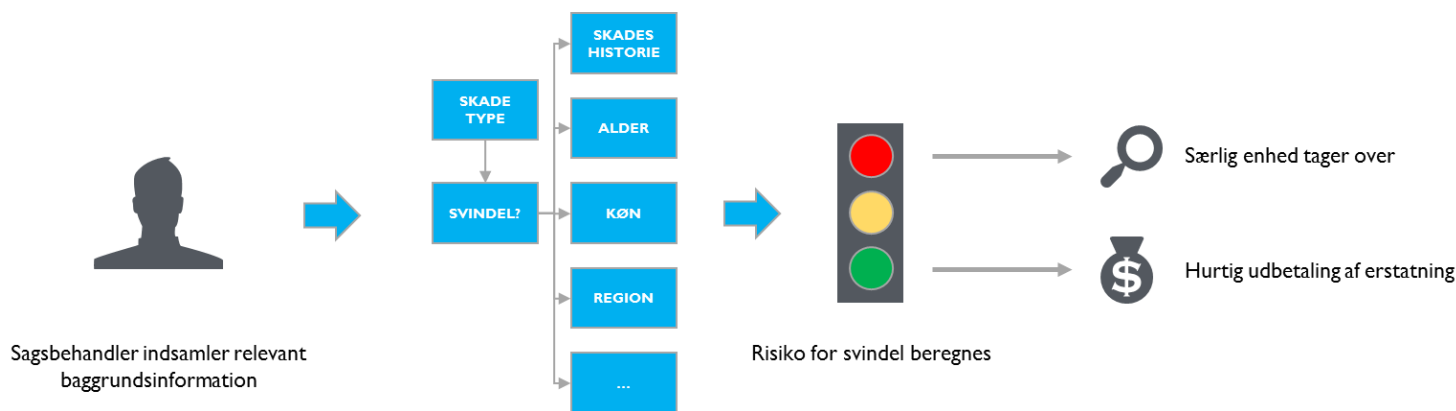 Sagsbehandler indsamler relevant
baggrundsinformation
SKADE
TYPE
SVINDEL?
SKADES
HISTORIE
ALDER
KØN
REGION
...
Risiko for svindel beregnes
Særlig enhed tager over
$
Hurtig udbetaling af erstatning